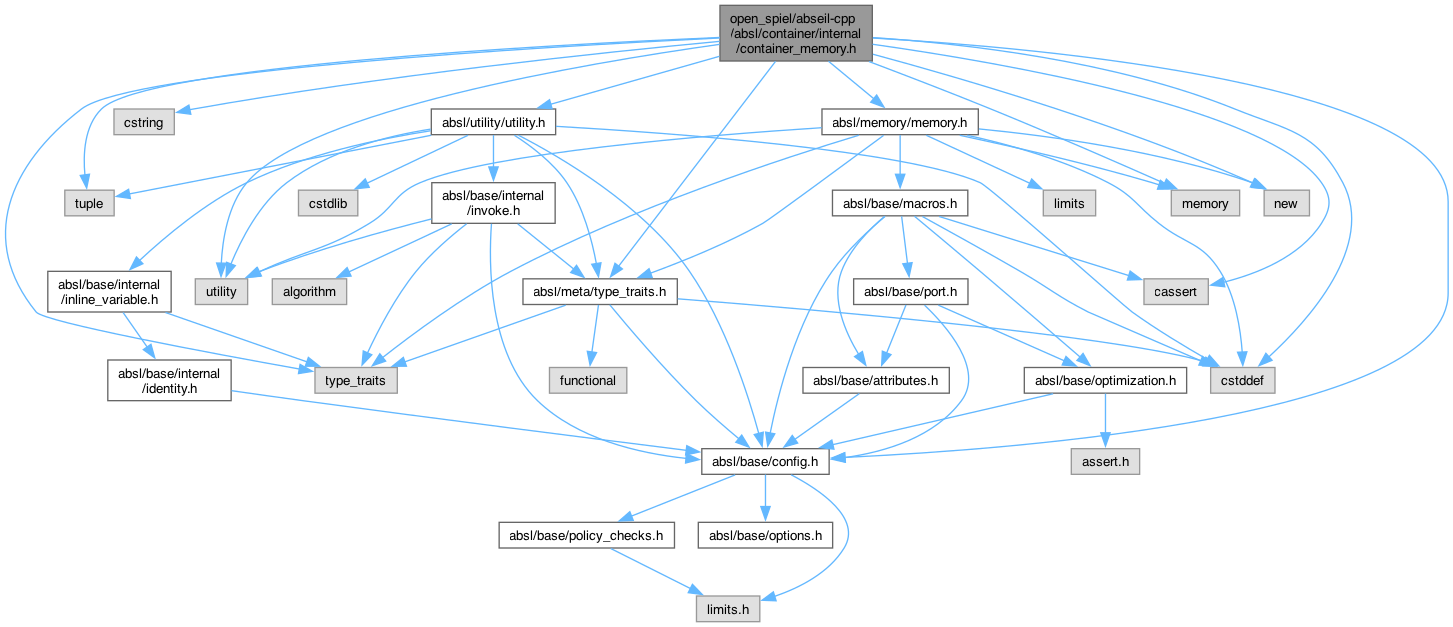 open_spiel/abseil-cpp
/absl/container/internal
/container_memory.h
cstring
absl/utility/utility.h
absl/memory/memory.h
tuple
cstdlib
absl/base/internal
/invoke.h
absl/base/macros.h
limits
memory
new
absl/base/internal
/inline_variable.h
utility
algorithm
absl/meta/type_traits.h
absl/base/port.h
cassert
absl/base/internal
/identity.h
type_traits
functional
absl/base/attributes.h
absl/base/optimization.h
cstddef
absl/base/config.h
assert.h
absl/base/policy_checks.h
absl/base/options.h
limits.h